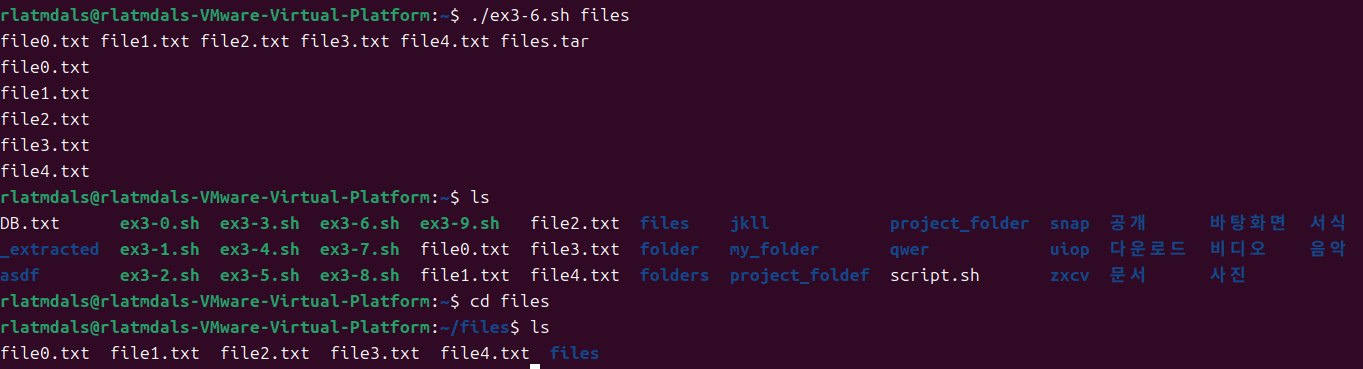 rlatmdals@rlatmdals-VMware-Virtual-Platform:~$ ./ex3-6.sh files
file0.txt file1.txt file2.txt file3.txt file4.txt files.tar
file0.txt
file1.txt
file2.txt
file3.txt
file4.txt
rlatmdals@rlatmdals-VMware-Virtual-Platform:~$ ls
DB.txt ex3-0.sh ex3-3.sh ex3-6.sh ex3-9.sh file2.txt files jkll project_folder snap 공개 바탕화면 서식
_extracted ex3-1.sh ex3-4.sh ex3-7.sh file0.txt file3.txt folder my_folder qwer uiop 다운로드 비디오 음악
asdf ex3-2.sh ex3-5.sh ex3-8.sh file1.txt file4.txt folders project_foldef script.sh zxcv 문서 사진
rlatmdals@rlatmdals-VMware-Virtual-Platform:~$ cd files
rlatmdals@rlatmdals-VMware-Virtual-Platform:~/files$ ls
file0.txt file1.txt file2.txt file3.txt file4.txt files